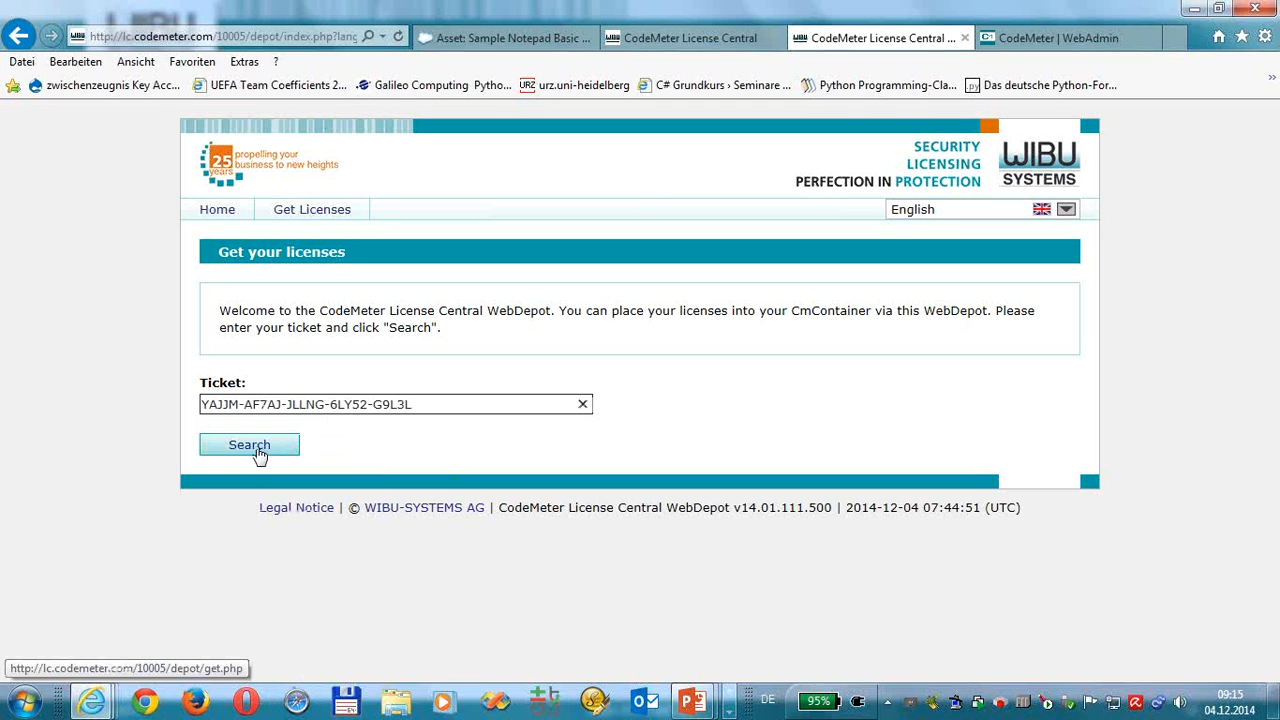 http://lc.codemeter.com/10005/depot/index.php?lang
Asset: Sample Notepad Basic ...
CodeMeter License Central
CodeMeter License Central ...
CodeMeter | WebAdmin
Datei Bearbeiten Ansicht Favoriten Extras ?
zwischenzeugnis Key Acc...
UEFA Team Coefficients 2...
Galileo Computing Pytho...
URZ urz.uni-heidelberg
C# Grundkurs › Seminare ...
Python Programming-Cla...
.py Das deutsche Python-For...
25 years
propelling your
business to new heights
SECURITY
LICENSING
PERFECTION IN PROTECTION
WIBU
SYSTEMS
Home
Get Licenses
English
Get your licenses
Welcome to the CodeMeter License Central WebDepot. You can place your licenses into your CmContainer via this WebDepot. Please
enter your ticket and click "Search".
Ticket:
YAJJM-AF7AJ-JLLNG-6LY52-G9L3L
Search
Legal Notice | © WIBU-SYSTEMS AG | CodeMeter License Central WebDepot v14.01.111.500 | 2014-12-04 07:44:51 (UTC)
http://lc.codemeter.com/10005/depot/get.php
DE
95%
09:15
04.12.2014